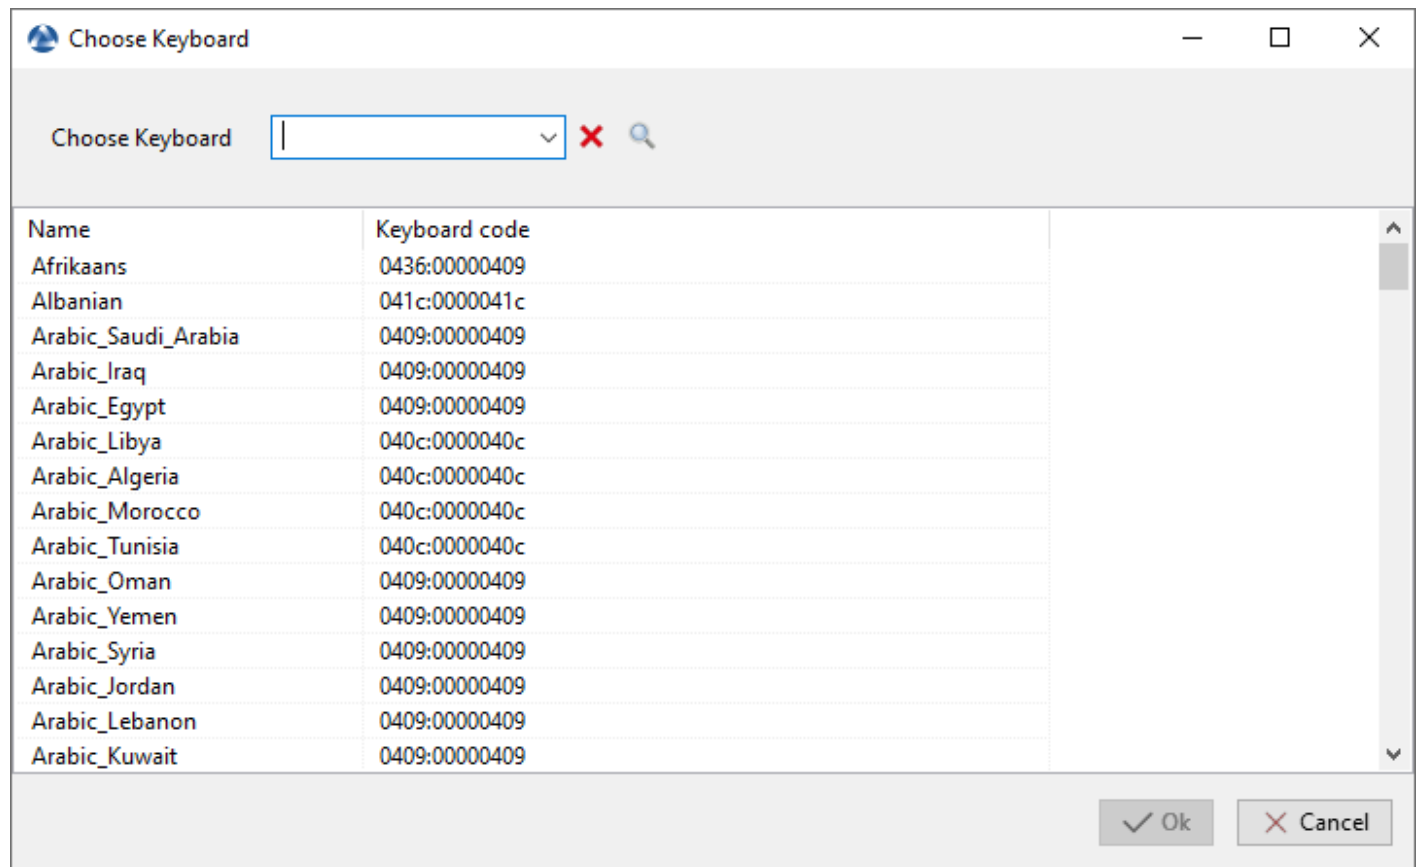 Choose Keyboard
Choose Keyboard
Name Keyboard code
Afrikaans 0436:00000409
Albanian 041c:0000041c
Arabic_Saudi_Arabia 0409:00000409
Arabic_Iraq 0409:00000409
Arabic_Egypt 0409:00000409
Arabic_Libya 040c:0000040c
Arabic_Algeria 040c:0000040c
Arabic_Morocco 040c:0000040c
Arabic_Tunisia 040c:0000040c
Arabic_Oman 0409:00000409
Arabic_Yemen 0409:00000409
Arabic_Syria 0409:00000409
Arabic_Jordan 0409:00000409
Arabic_Lebanon 0409:00000409
Arabic_Kuwait 0409:00000409
Ok Cancel